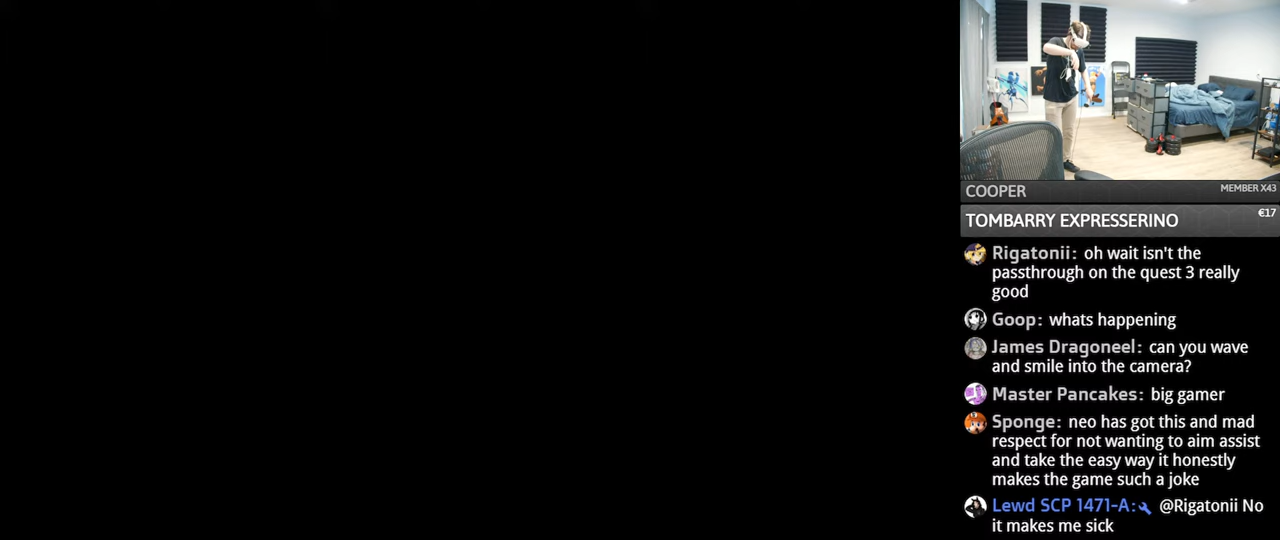 COOPER
MEMBER X43
TOMBARRY EXPRESSERINO
€17
Rigatonii: oh wait isn't the
passthrough on the quest 3 really
good
Goop: whats happening
James Dragoneel: can you wave
and smile into the camera?
Master Pancakes: big gamer
Sponge: neo has got this and mad
respect for not wanting to aim assist
and take the easy way it honestly
makes the game such a joke
Lewd SCP 1471-A: @Rigatonii No
it makes me sick